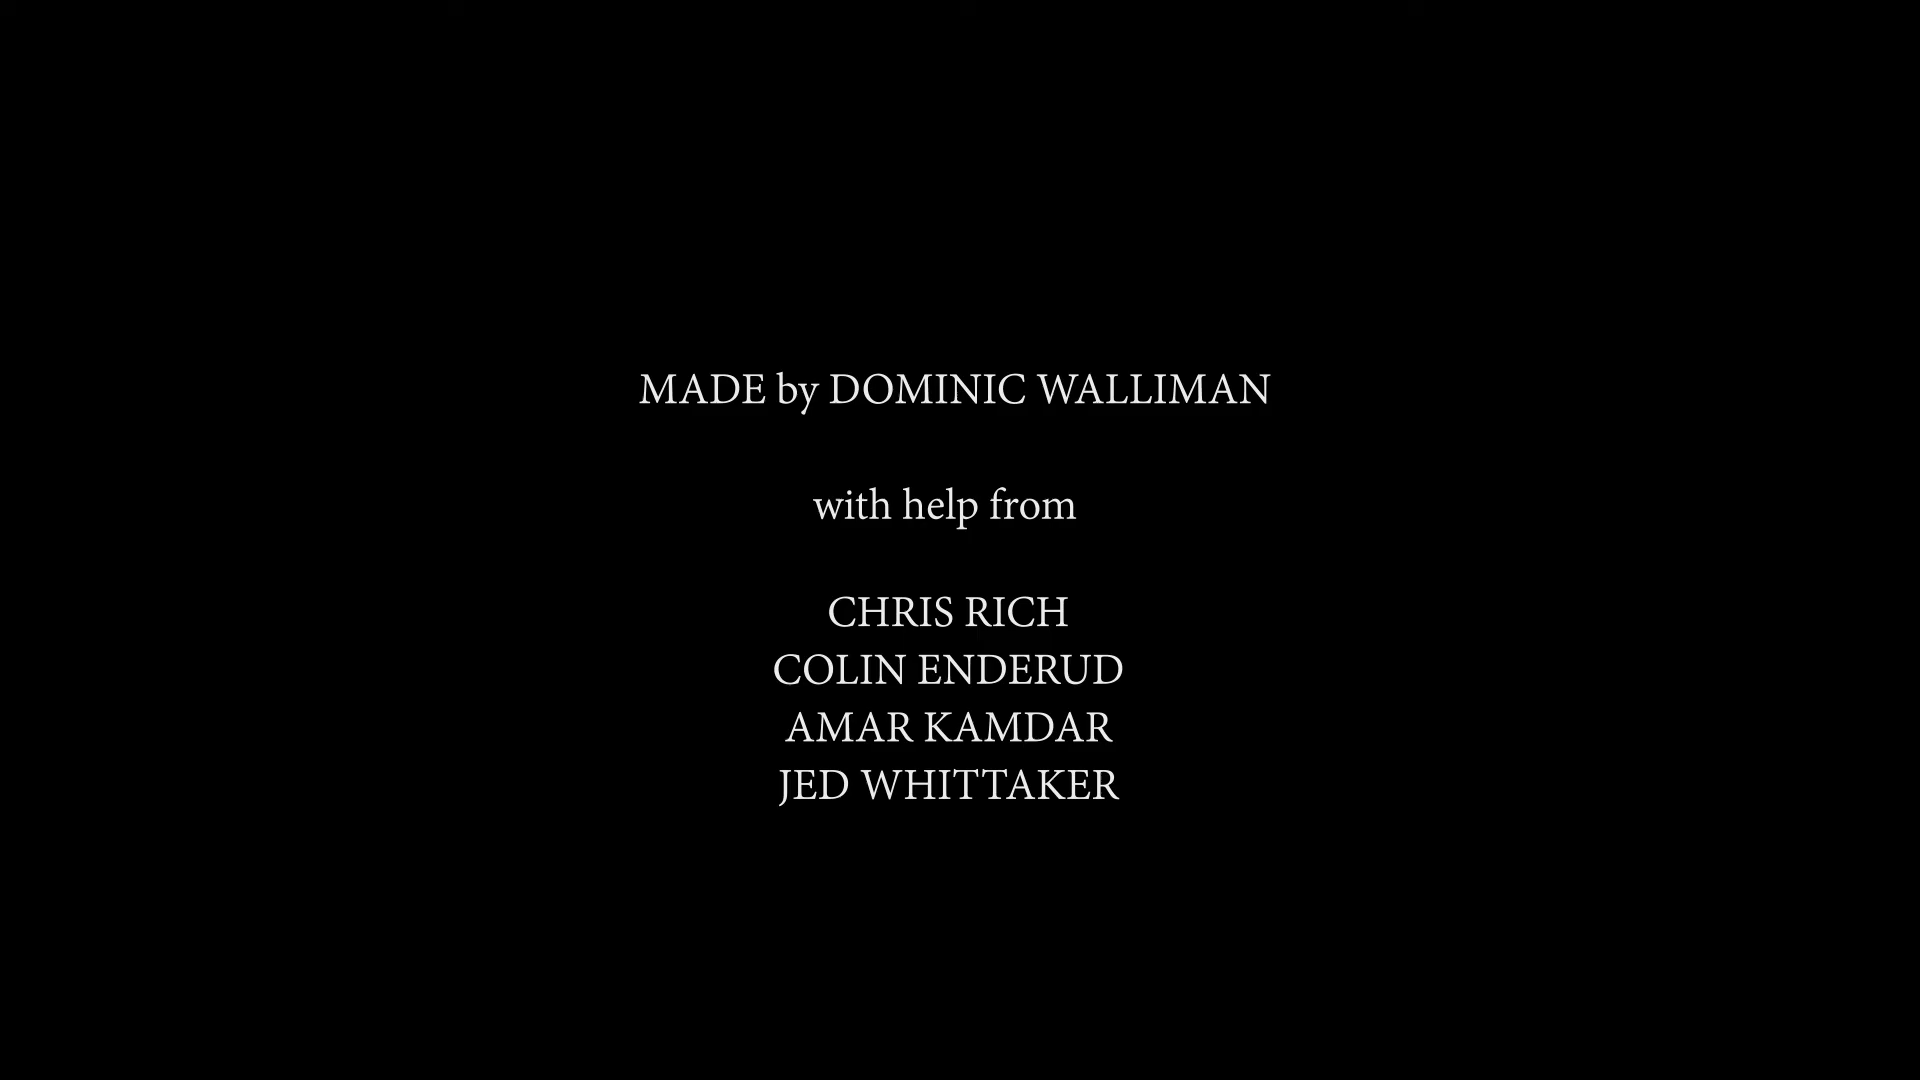 MADE by DOMINIC WALLIMAN
with help from
CHRIS RICH
COLIN ENDERUD
AMAR KAMDAR
JED WHITTAKER